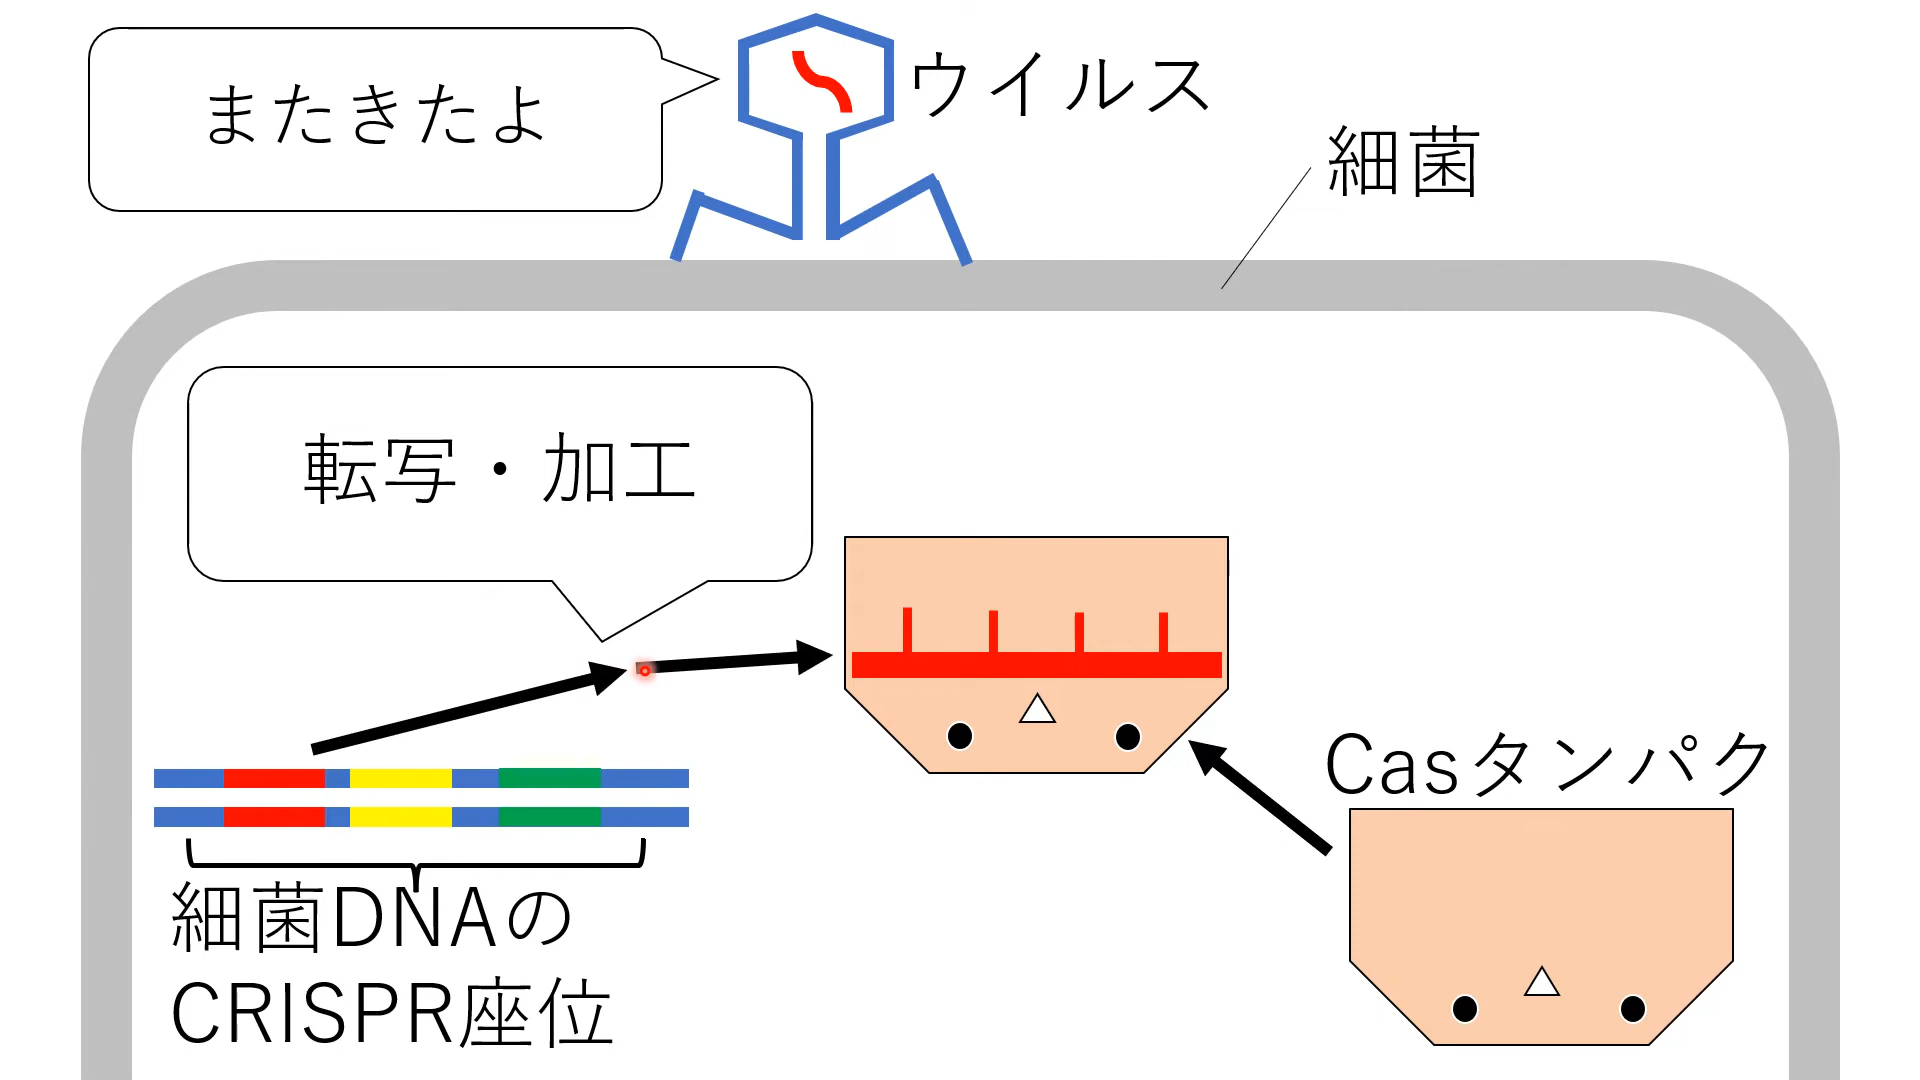 またきたよ
ウイルス
細菌
転写・加工
Casタンパク
細菌DNAの
CRISPR座位